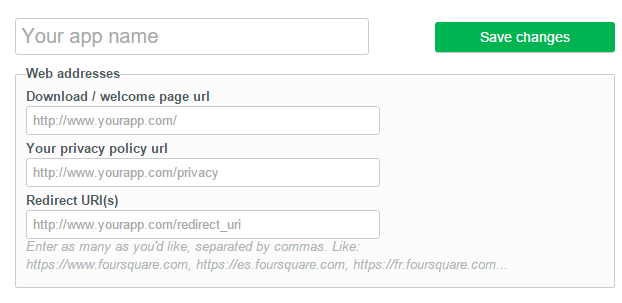 Your app name
Save changes
Web addresses
Download / welcome page url
http://www.yourapp.com/
Your privacy policy url
http://www.yourapp.com/privacy
Redirect URI(s)
http://www.yourapp.com/redirect_uri
Enter as many as you'd like, separated by commas. Like:
https://www.foursquare.com, https://es.foursquare.com, https://fr.foursquare.com...